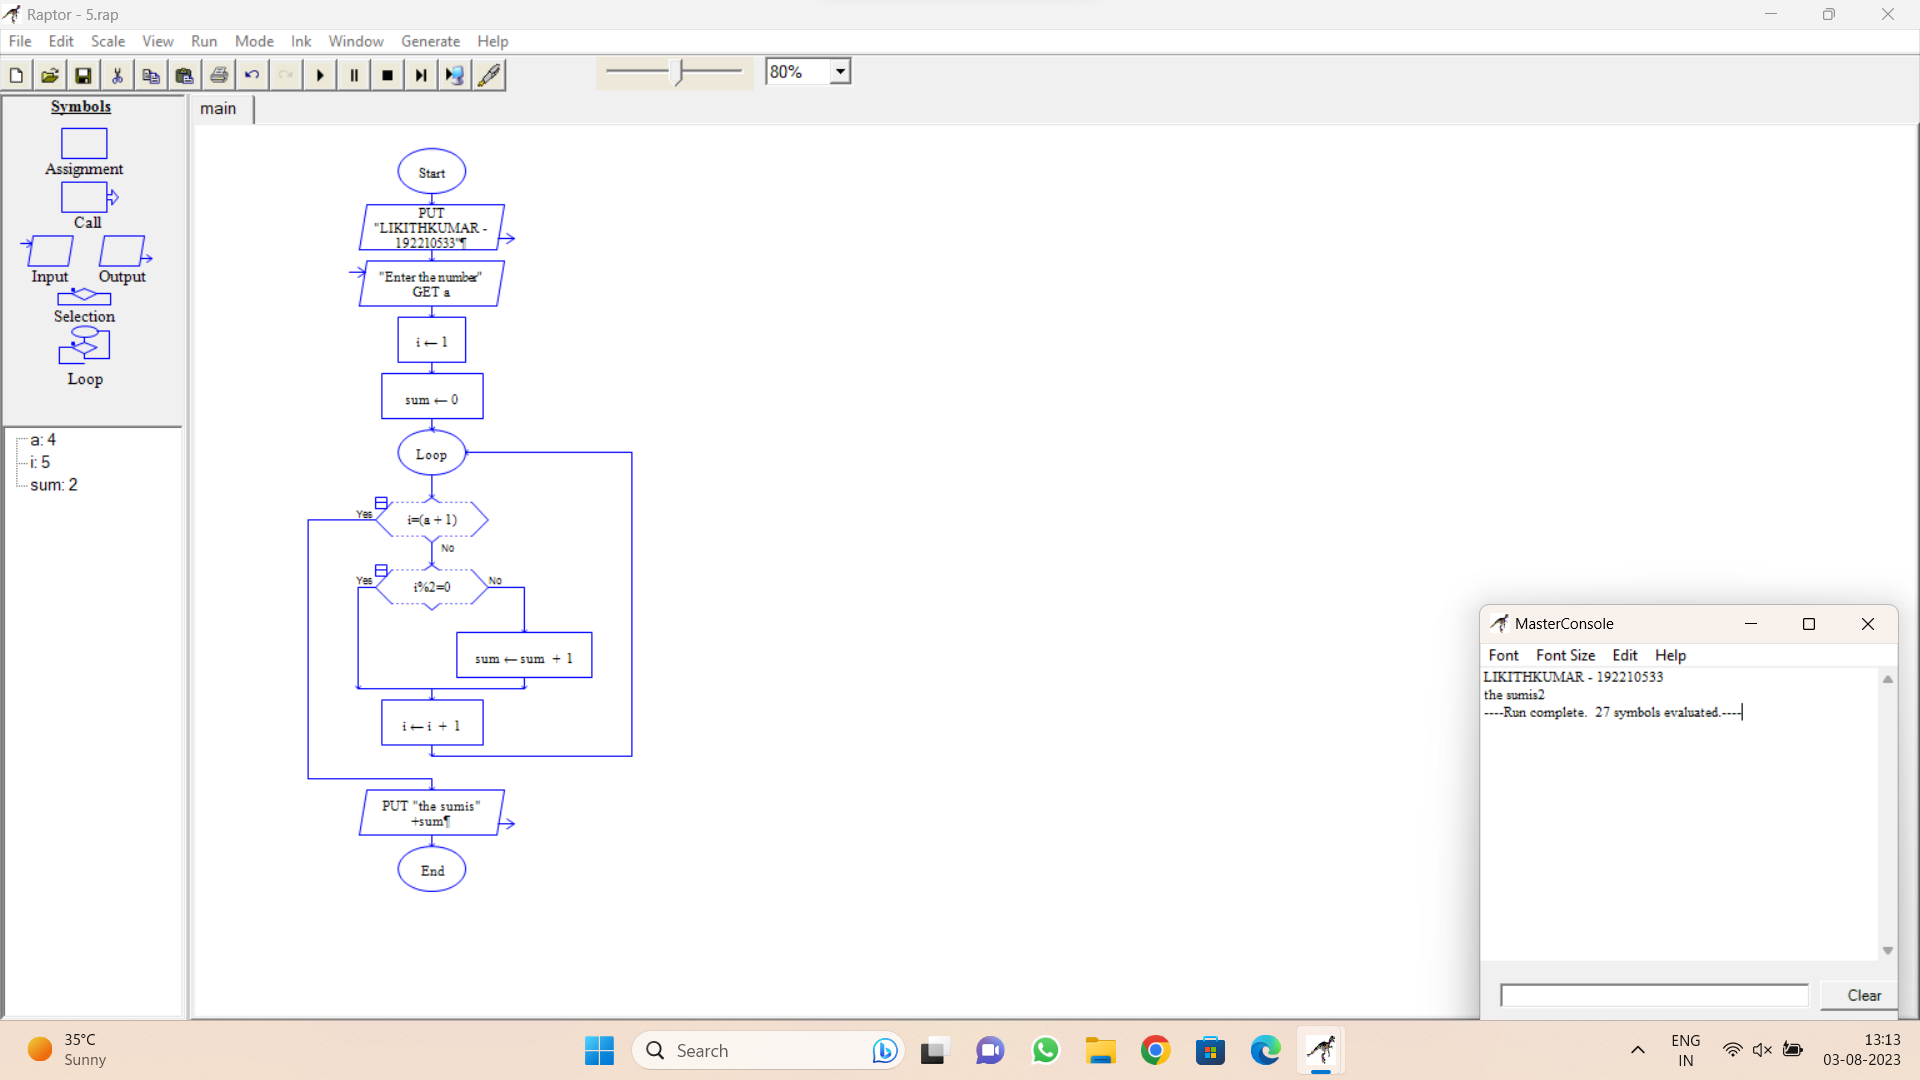 Raptor - 5.rap
File Edit Scale View Run Mode Ink Window Generate Help
80%
Symbols
Assignment
Call
Input Output
Selection
Loop
a: 4
i: 5
sum: 2
main
Start
PUT
"LIKITHKUMAR -
192210533"¶
"Enter the number"
GET a
i ← 1
sum ← 0
Loop
Yes
i=(a + 1)
No
Yes
i%2=0
No
sum ← sum + 1
i ← i + 1
PUT "the sumis"
+sum¶
End
MasterConsole
Font Font Size Edit Help
LIKITHKUMAR - 192210533
the sumis2
----Run complete. 27 symbols evaluated.----
Clear
35°C
Sunny
Search
ENG
IN
13:13
03-08-2023